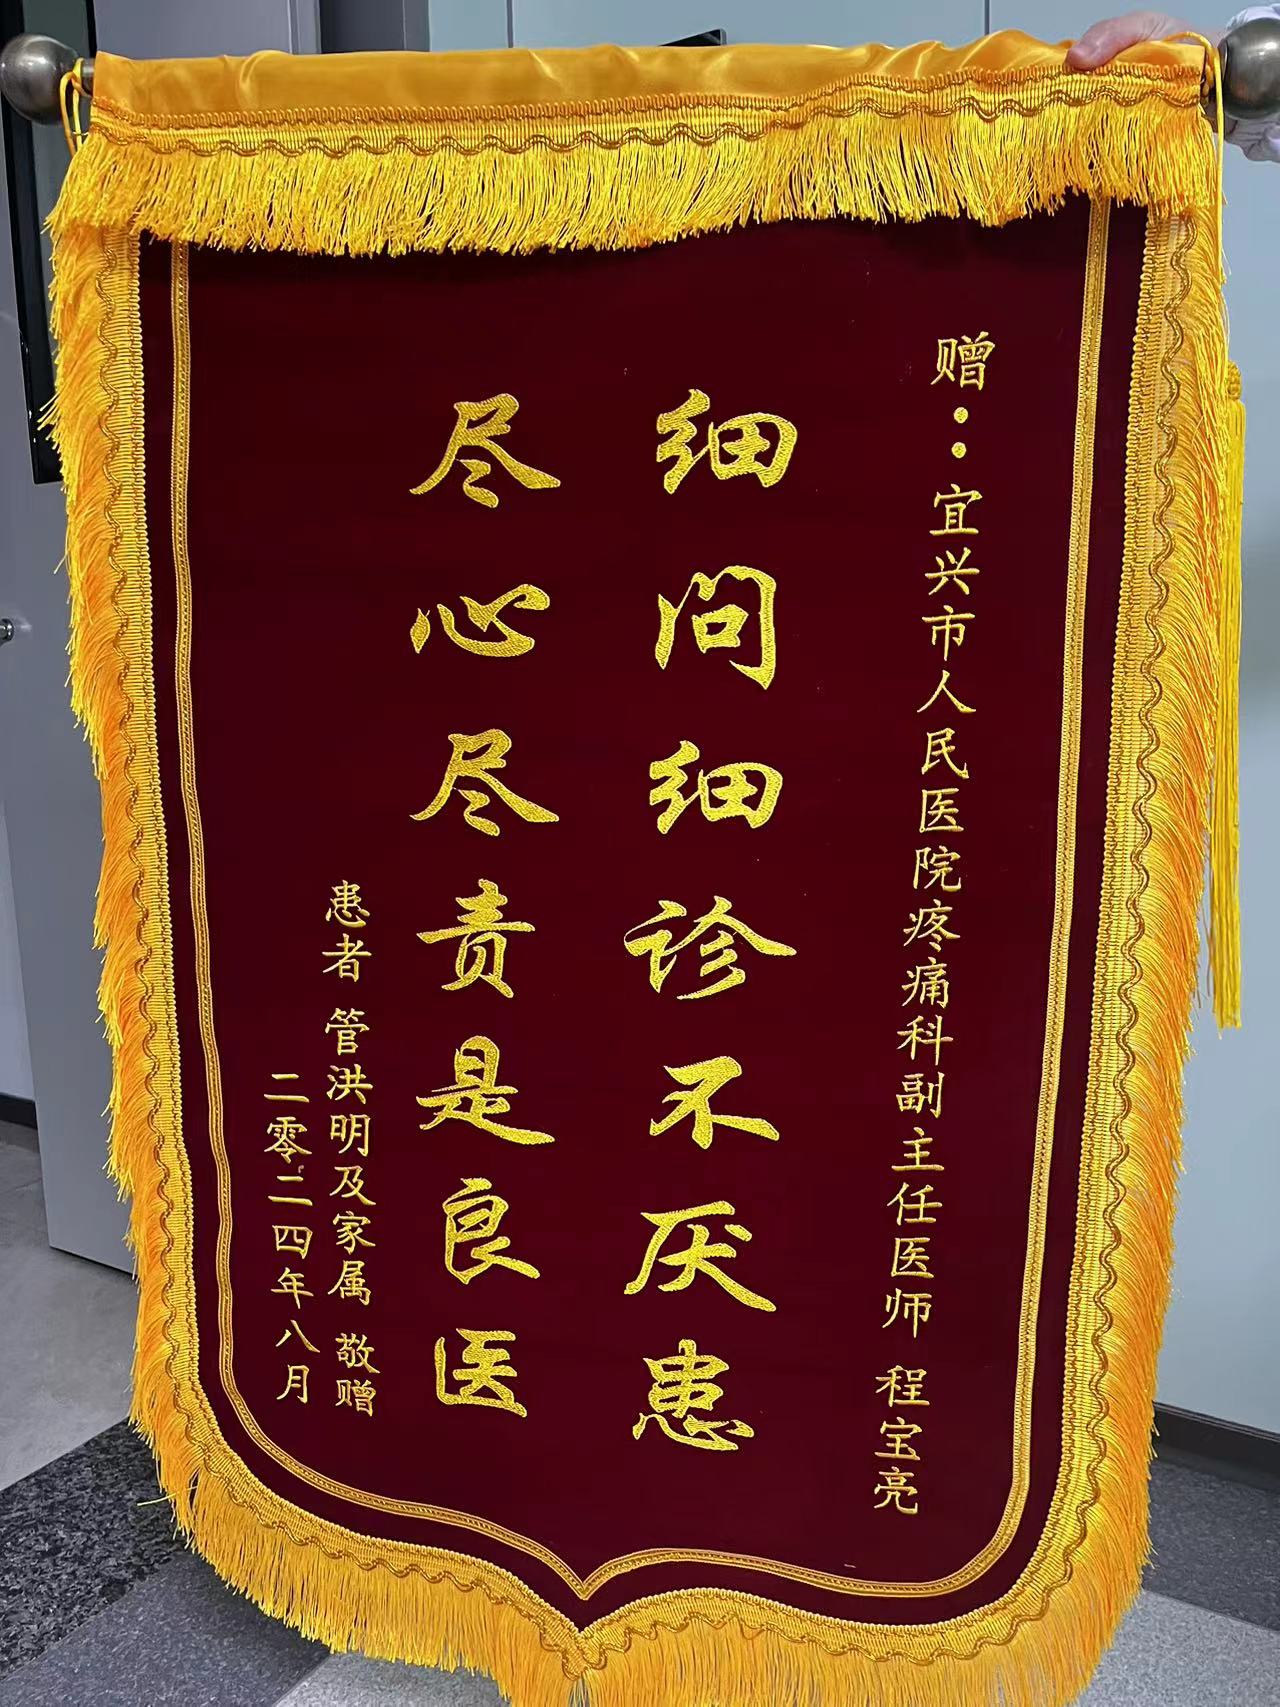 赠：宜兴市人民医院疼痛科副主任医师 程宝亮
细问细诊不厌患
尽心尽责是良医
患者 管洪明及家属 敬赠
二零二四年八月